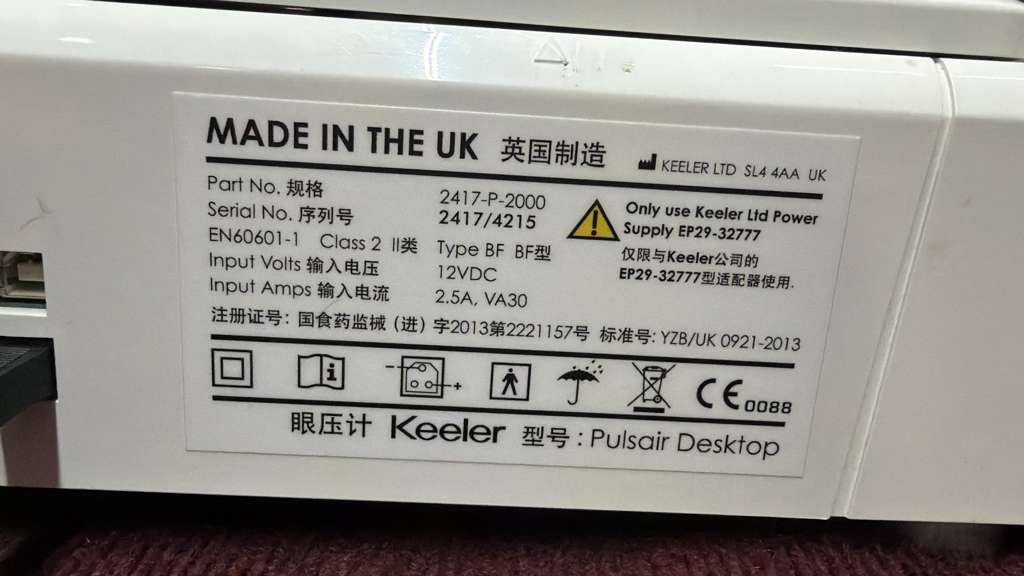 MADE IN THE UK 英国制造
KEELER LTD SL4 4AA UK
Part No. 规格 2417-P-2000
Serial No. 序列号 2417/4215
EN60601-1 Class 2 II类 Type BF BF型
Input Volts 输入电压 12VDC
Input Amps 输入电流 2.5A, VA30
Only use Keeler Ltd Power
Supply EP29-32777
仅限与Keeler公司的
EP29-32777型适配器使用.
注册证号: 国食药监械 (进) 字2013第2221157号 标准号: YZB/UK 0921-2013
CE 0088
眼压计 Keeler 型号: Pulsair Desktop